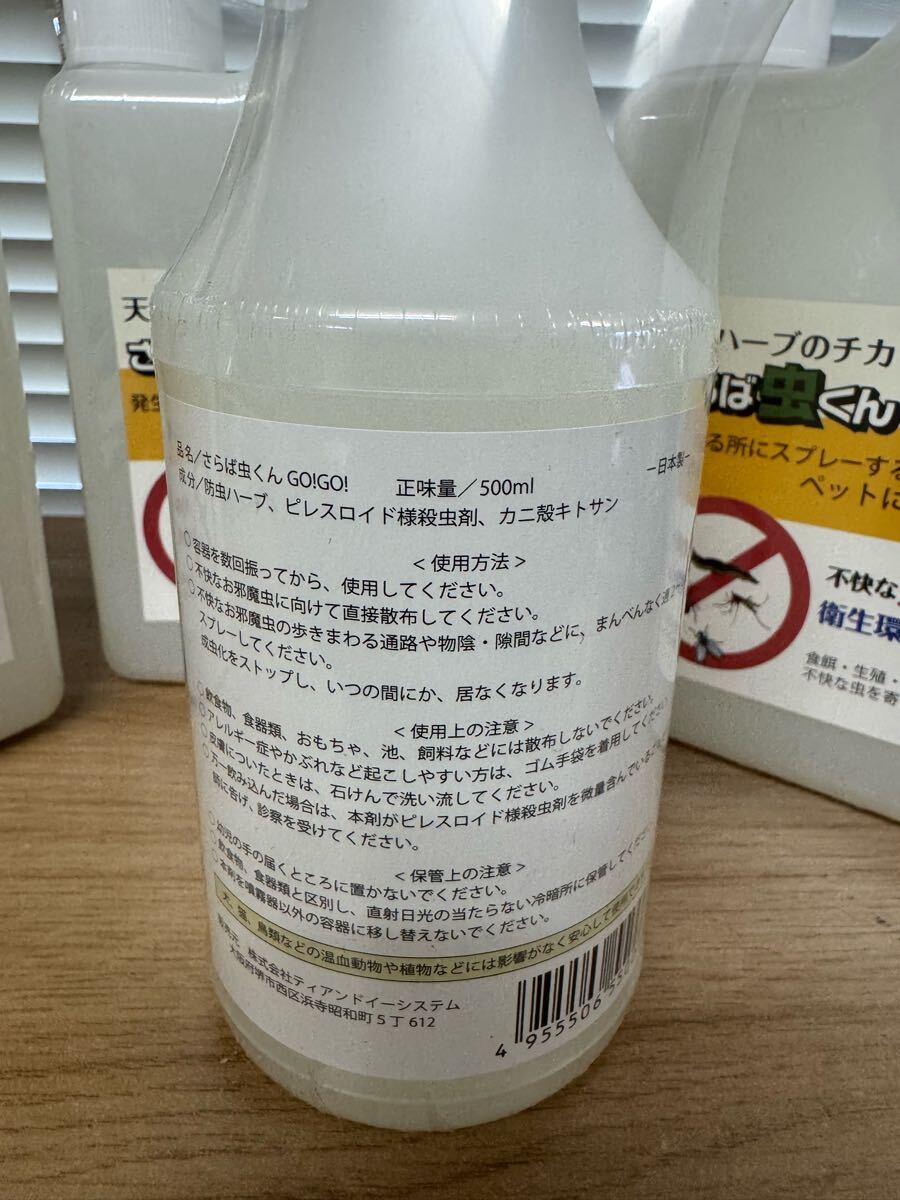 天
さ
発生
ハーブのチカ
らば虫くん
る所にスプレーする
ペットに
不快な
衛生環
食餌・生殖・
不快な虫を寄
品名／さらば虫くん GO!GO! 正味量／500ml ー日本製ー
成分／防虫ハーブ、ピレスロイド様殺虫剤、カニ殻キトサン
＜使用方法＞
○容器を数回振ってから、使用してください。
○不快なお邪魔虫に向けて直接散布してください。
○不快なお邪魔虫の歩きまわる通路や物陰・隙間などに、まんべんなく週2
スプレーしてください。
成虫化をストップし、いつの間にか、居なくなります。
＜使用上の注意＞
○飲食物、食器類、おもちゃ、池、飼料などには散布しないでください。
○アレルギー症やかぶれなど起こしやすい方は、ゴム手袋を着用してくださ
○皮膚についたときは、石けんで洗い流してください。
○万一飲み込んだ場合は、本剤がピレスロイド様殺虫剤を微量含んでいる
師に告げ、診察を受けてください。
＜保管上の注意＞
○幼児の手の届くところに置かないでください。
○飲食物、食器類と区別し、直射日光の当たらない冷暗所に保管してくださ
○本剤を噴霧器以外の容器に移し替えないでください。
犬、猫、鳥類などの温血動物や植物などには影響がなく安心して使用で
販売元 株式会社ティアンドイーシステム
大阪府堺市西区浜寺昭和町5丁612
4 955506